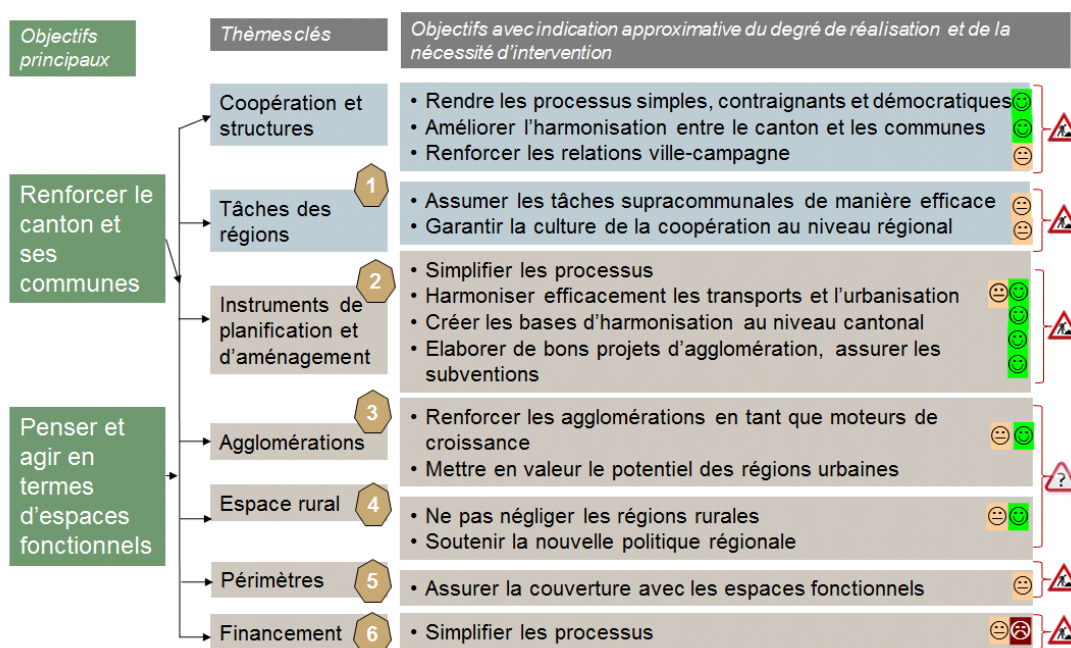 Objectifs
principaux
Thèmes clés
Objectifs avec indication approximative du degré de réalisation et de la
nécessité d'intervention
Renforcer le
canton et
ses
communes
Penser et
agir en
termes
d'espaces
fonctionnels
Coopération et
structures
• Rendre les processus simples, contraignants et démocratiques
• Améliorer l'harmonisation entre le canton et les communes
• Renforcer les relations ville-campagne
1
Tâches des
régions
• Assumer les tâches supracommunales de manière efficace
• Garantir la culture de la coopération au niveau régional
2
Instruments de
planification et
d'aménagement
• Simplifier les processus
• Harmoniser efficacement les transports et l'urbanisation
• Créer les bases d'harmonisation au niveau cantonal
• Elaborer de bons projets d'agglomération, assurer les
subventions
3
Agglomérations
• Renforcer les agglomérations en tant que moteurs de
croissance
• Mettre en valeur le potentiel des régions urbaines
?
Espace rural
4
• Ne pas négliger les régions rurales
• Soutenir la nouvelle politique régionale
Périmètres
5
• Assurer la couverture avec les espaces fonctionnels
Financement
6
• Simplifier les processus